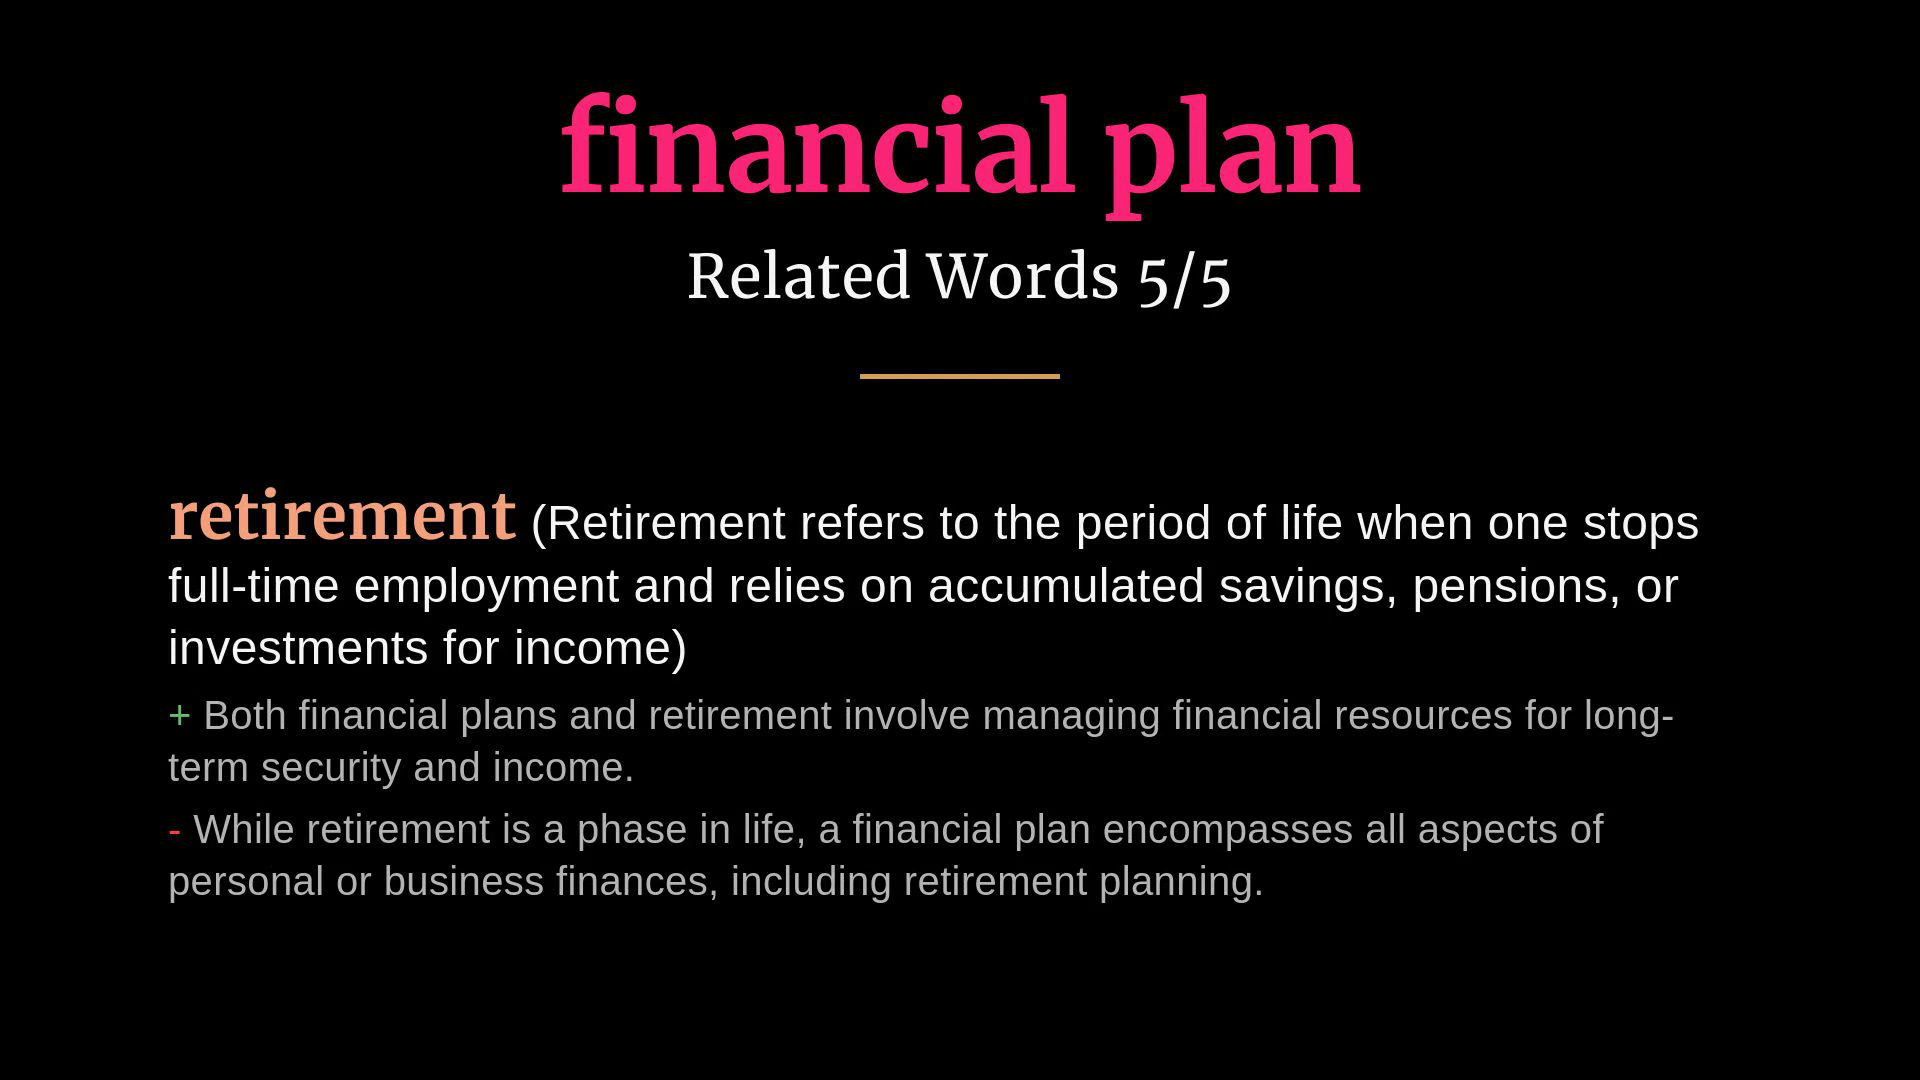 financial plan
Related Words 5/5
retirement (Retirement refers to the period of life when one stops
full-time employment and relies on accumulated savings, pensions, or
investments for income)
+ Both financial plans and retirement involve managing financial resources for long-
term security and income.
- While retirement is a phase in life, a financial plan encompasses all aspects of
personal or business finances, including retirement planning.